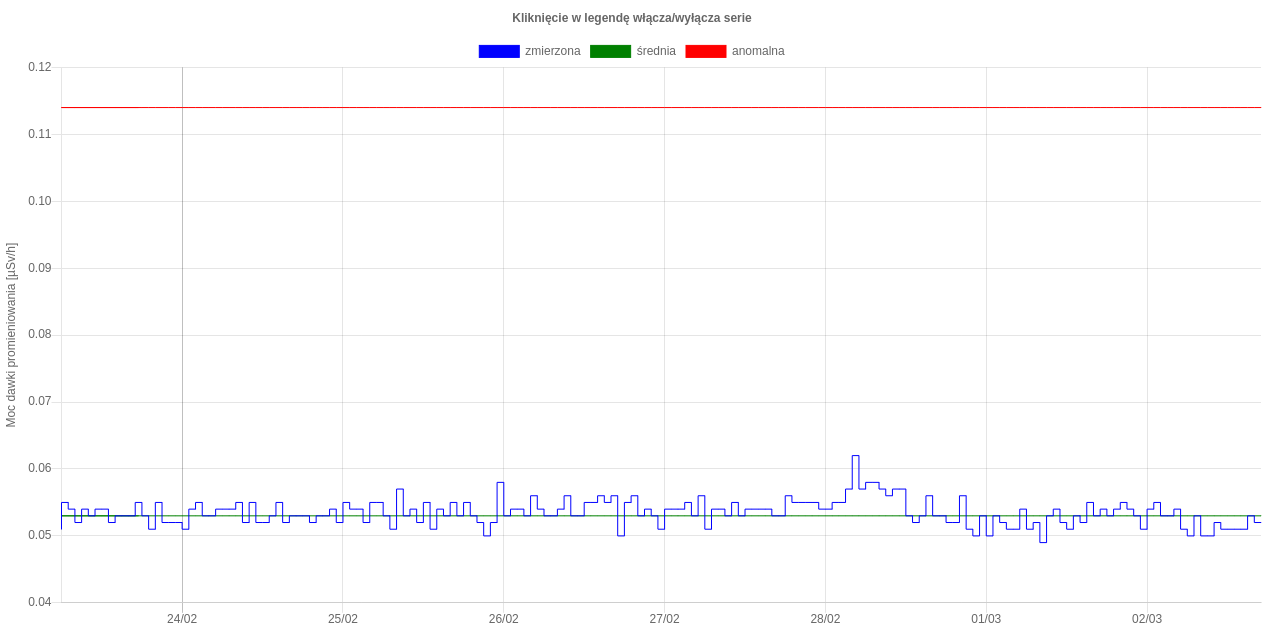 Kliknięcie w legendę włącza/wyłącza serie
zmierzona średnia anomalna
0.12
0.11
0.10
0.09
0.08
0.07
0.06
0.05
0.04
Moc dawki promieniowania [µSv/h]
24/02 25/02 26/02 27/02 28/02 01/03 02/03